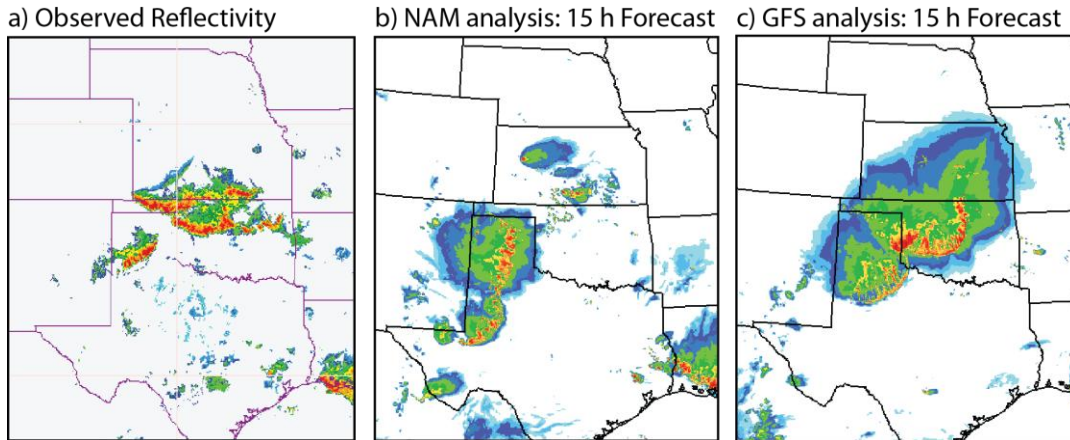 a) Observed Reflectivity
b) NAM analysis: 15 h Forecast
c) GFS analysis: 15 h Forecast